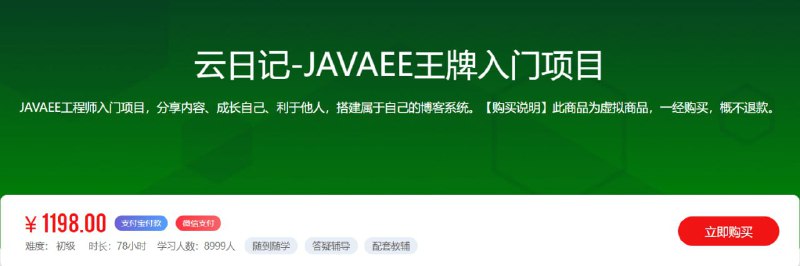 云日记-JAVAEE王牌入门项目
JAVAEE工程师入门项目，分享内容、成长自己、利于他人，搭建属于自己的博客系统。【购买说明】此商品为虚拟商品，一经购买，概不退款。
￥1198.00 支付宝付款 微信支付
立即购买
难度： 初级 时长：78小时 学习人数：8999人 随到随学 答疑辅导 配套教辅